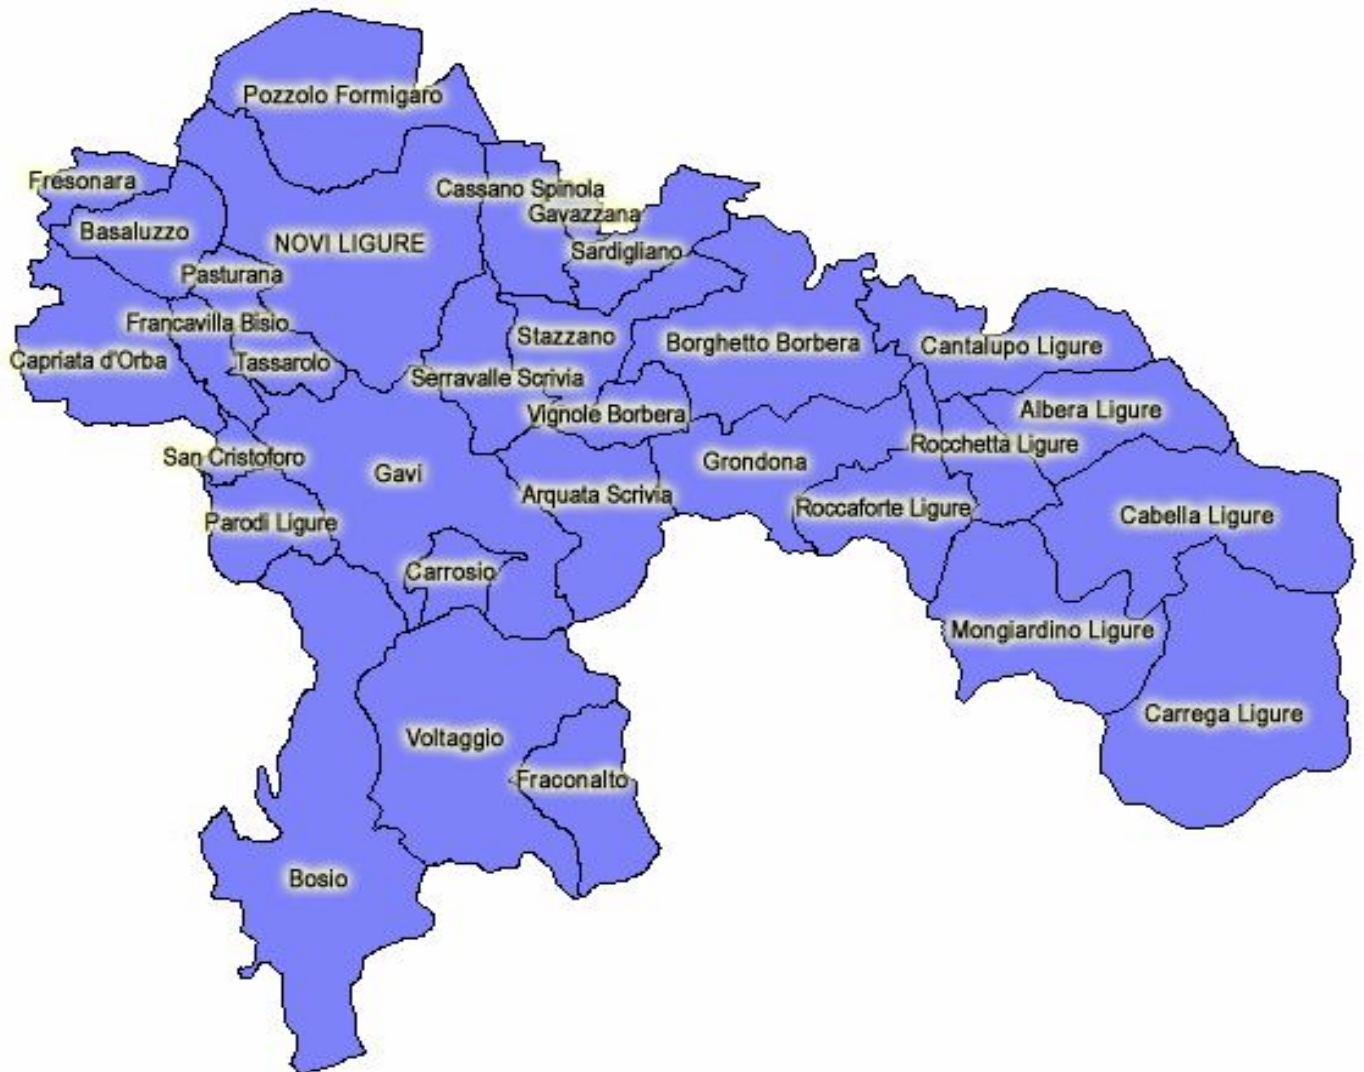 Pozzolo Formigaro
Fresonara
Cassano Spinola
Gavazzana
Basaluzzo
NOVI LIGURE
Sardigliano
Pasturana
Francavilla Bisio
Stazzano
Borghetto Borbera
Cantalupo Ligure
Capriata d'Orba
Tassarolo
Serravalle Scrivia
Vignole Borbera
Albera Ligure
Rocchetta Ligure
San Cristoforo
Gavi
Grondona
Arquata Scrivia
Roccaforte Ligure
Cabella Ligure
Parodi Ligure
Carrosio
Mongiardino Ligure
Carrega Ligure
Voltaggio
Fraconalto
Bosio